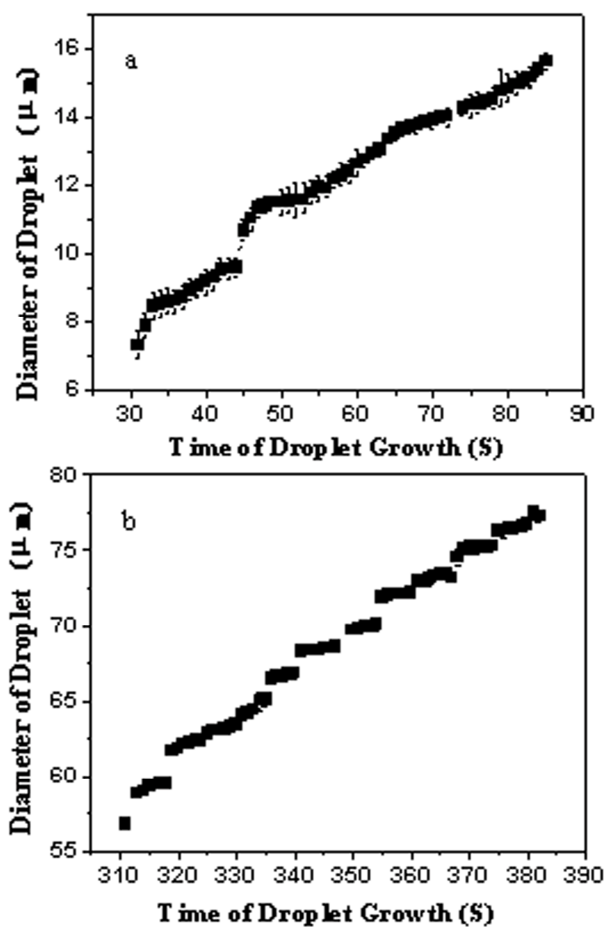 16
a
14
12
10
8
6
Diameter of Droplet (μm)
30 40 50 60 70 80 90
Time of Droplet Growth (S)
80
b
75
70
65
60
55
Diameter of Droplet (μm)
310 320 330 340 350 360 370 380 390
Time of Droplet Growth (S)